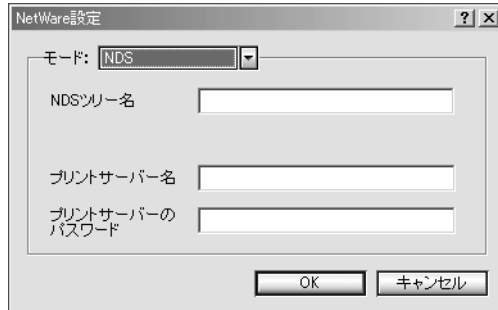 NetWare設定
モード: NDS
NDSツリー名
プリントサーバー名
プリントサーバーの
パスワード
OK キャンセル